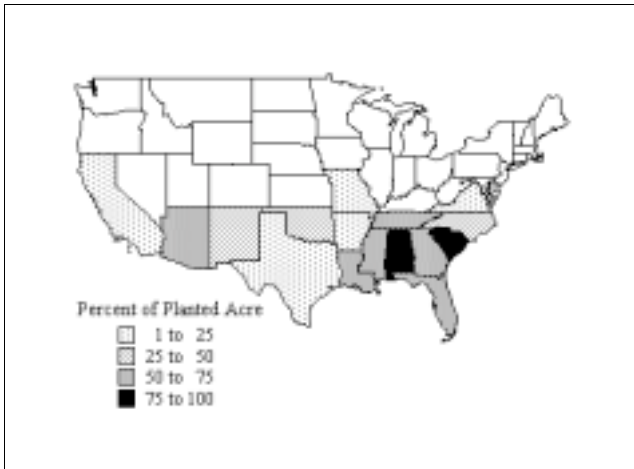 Percent of Planted Acre
1 to 25
25 to 50
50 to 75
75 to 100